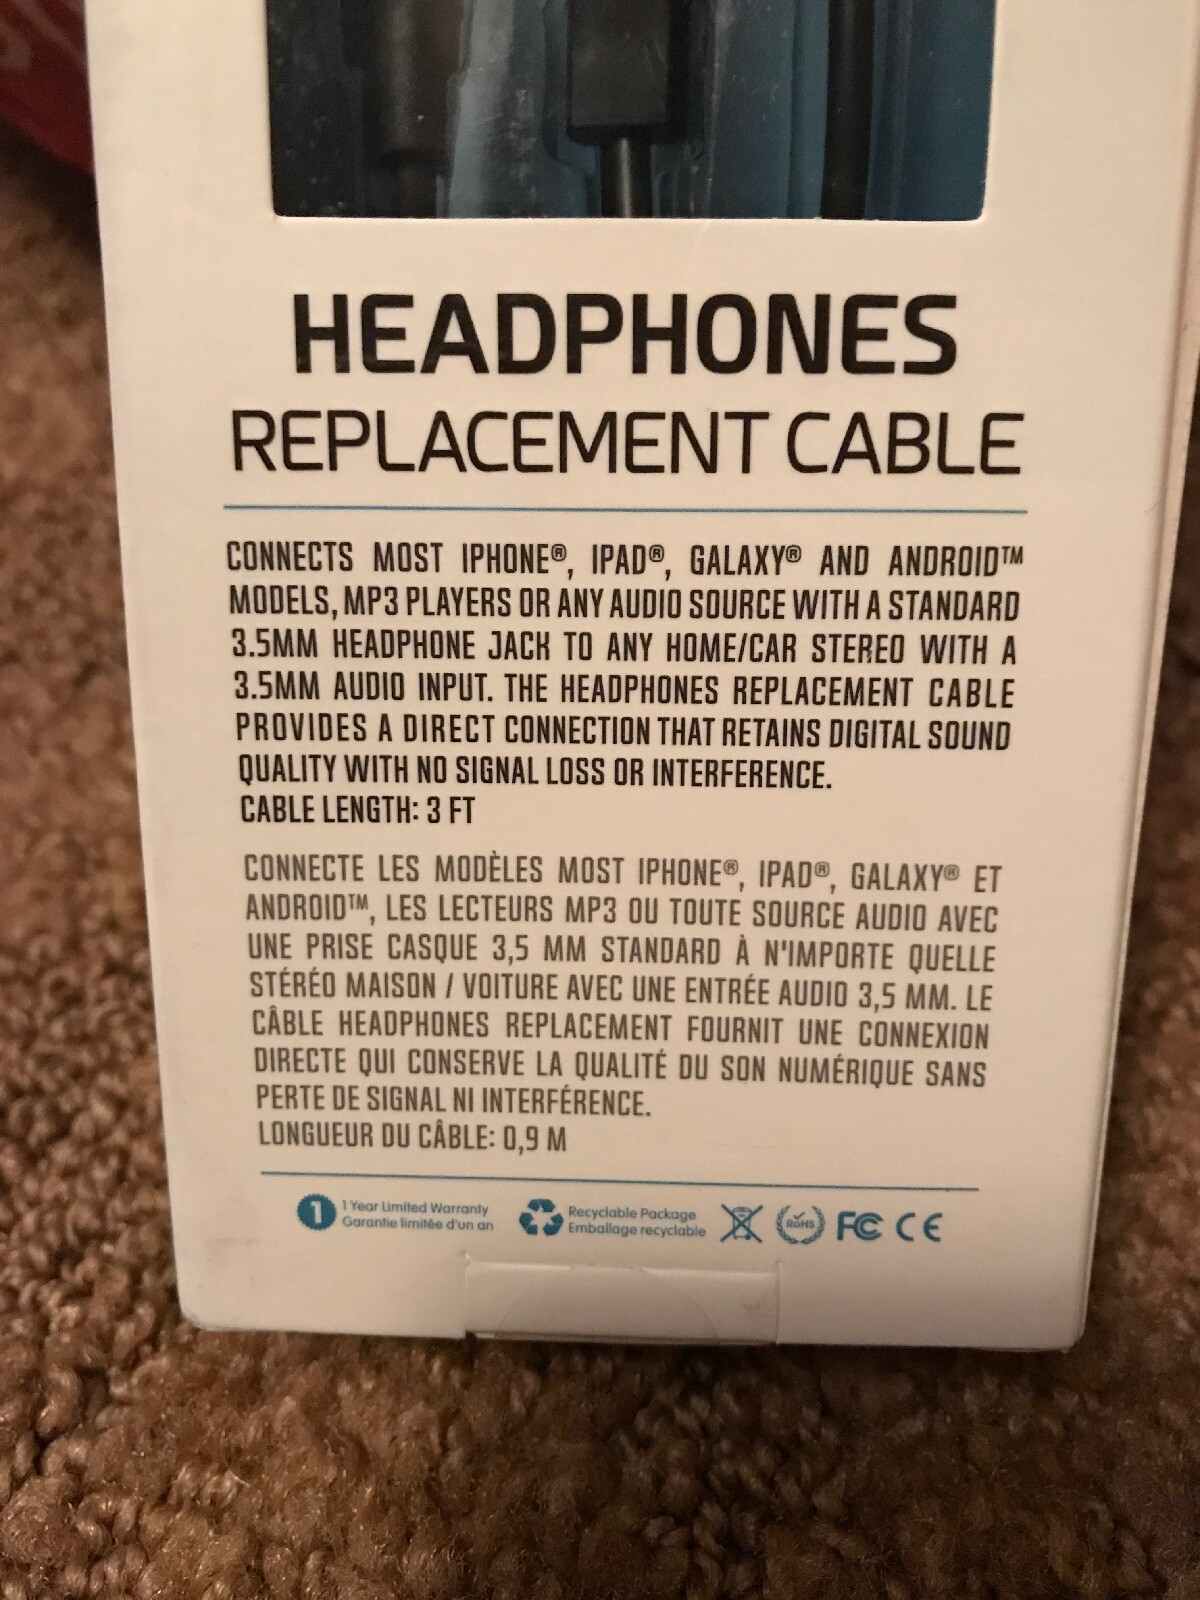 HEADPHONES
REPLACEMENT CABLE
CONNECTS MOST IPHONE®, IPAD®, GALAXY® AND ANDROID™
MODELS, MP3 PLAYERS OR ANY AUDIO SOURCE WITH A STANDARD
3.5MM HEADPHONE JACK TO ANY HOME/CAR STEREO WITH A
3.5MM AUDIO INPUT. THE HEADPHONES REPLACEMENT CABLE
PROVIDES A DIRECT CONNECTION THAT RETAINS DIGITAL SOUND
QUALITY WITH NO SIGNAL LOSS OR INTERFERENCE.
CABLE LENGTH: 3 FT
CONNECTE LES MODÈLES MOST IPHONE®, IPAD®, GALAXY® ET
ANDROID™, LES LECTEURS MP3 OU TOUTE SOURCE AUDIO AVEC
UNE PRISE CASQUE 3,5 MM STANDARD À N'IMPORTE QUELLE
STÉRÉO MAISON / VOITURE AVEC UNE ENTRÉE AUDIO 3,5 MM. LE
CÂBLE HEADPHONES REPLACEMENT FOURNIT UNE CONNEXION
DIRECTE QUI CONSERVE LA QUALITÉ DU SON NUMÉRIQUE SANS
PERTE DE SIGNAL NI INTERFÉRENCE.
LONGUEUR DU CÂBLE: 0,9 M
1 1 Year Limited Warranty
Garantie limitée d'un an
Recyclable Package
Emballage recyclable
RoHS FC CE